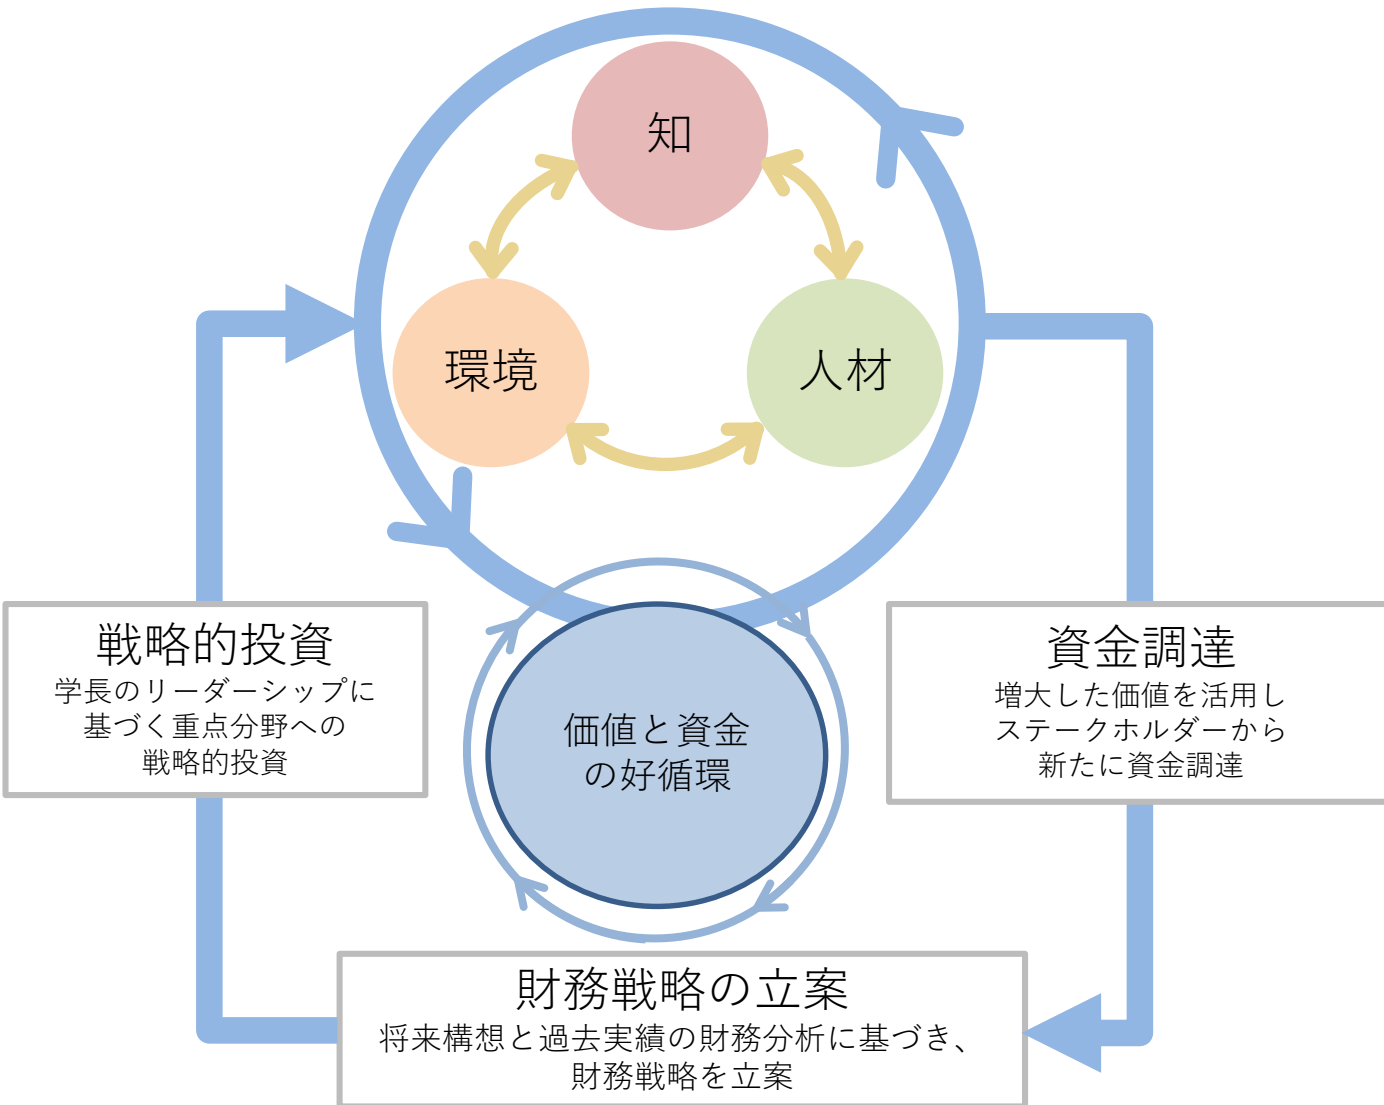 知
環境
人材
戦略的投資
学長のリーダーシップに
基づく重点分野への
戦略的投資
価値と資金
の好循環
資金調達
増大した価値を活用し
ステークホルダーから
新たに資金調達
財務戦略の立案
将来構想と過去実績の財務分析に基づき、
財務戦略を立案